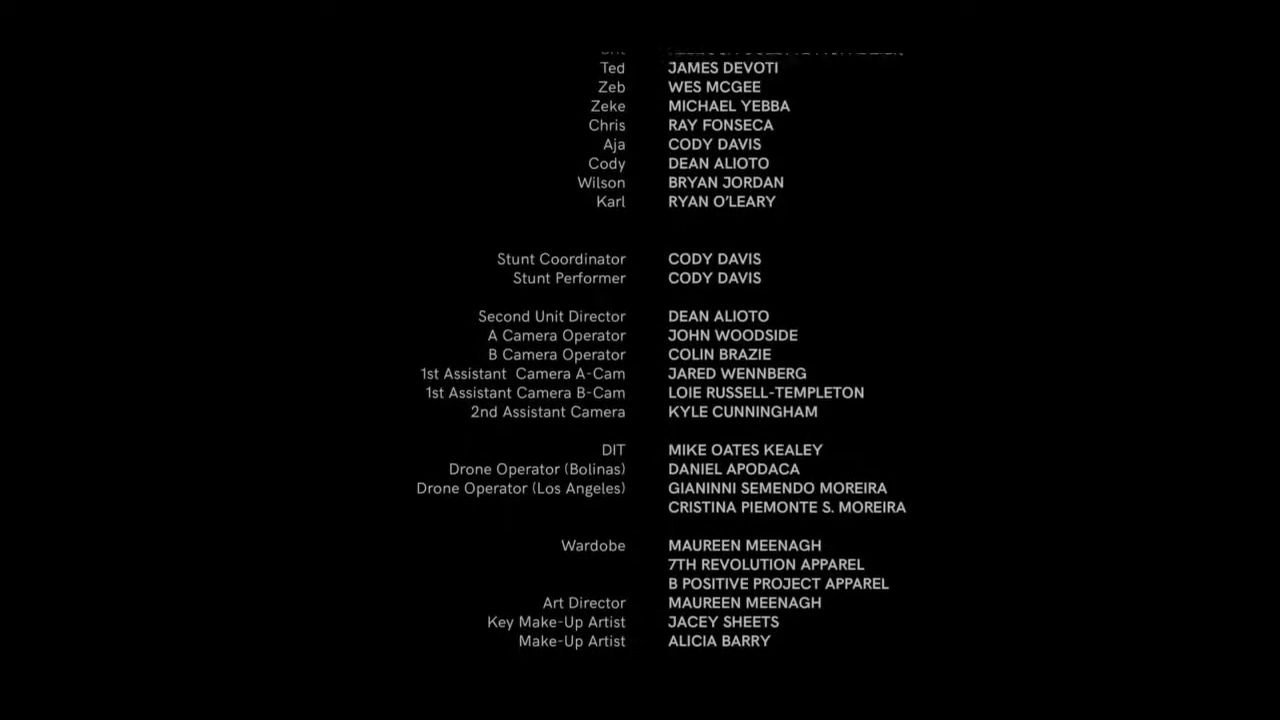 Ted JAMES DEVOTI
Zeb WES MCGEE
Zeke MICHAEL YEBBA
Chris RAY FONSECA
Aja CODY DAVIS
Cody DEAN ALIOTO
Wilson BRYAN JORDAN
Karl RYAN O'LEARY
Stunt Coordinator CODY DAVIS
Stunt Performer CODY DAVIS
Second Unit Director DEAN ALIOTO
A Camera Operator JOHN WOODSIDE
B Camera Operator COLIN BRAZIE
1st Assistant Camera A-Cam JARED WENNBERG
1st Assistant Camera B-Cam LOIE RUSSELL-TEMPLETON
2nd Assistant Camera KYLE CUNNINGHAM
DIT MIKE OATES KEALEY
Drone Operator (Bolinas) DANIEL APODACA
Drone Operator (Los Angeles) GIANINNI SEMENDO MOREIRA
CRISTINA PIEMONTE S. MOREIRA
Wardobe MAUREEN MEENAGH
7TH REVOLUTION APPAREL
B POSITIVE PROJECT APPAREL
Art Director MAUREEN MEENAGH
Key Make-Up Artist JACEY SHEETS
Make-Up Artist ALICIA BARRY